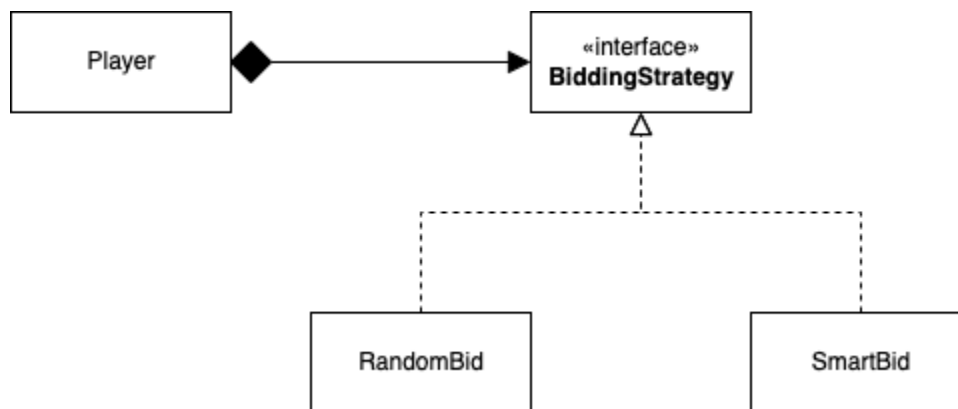 Player
«interface»
BiddingStrategy
RandomBid
SmartBid